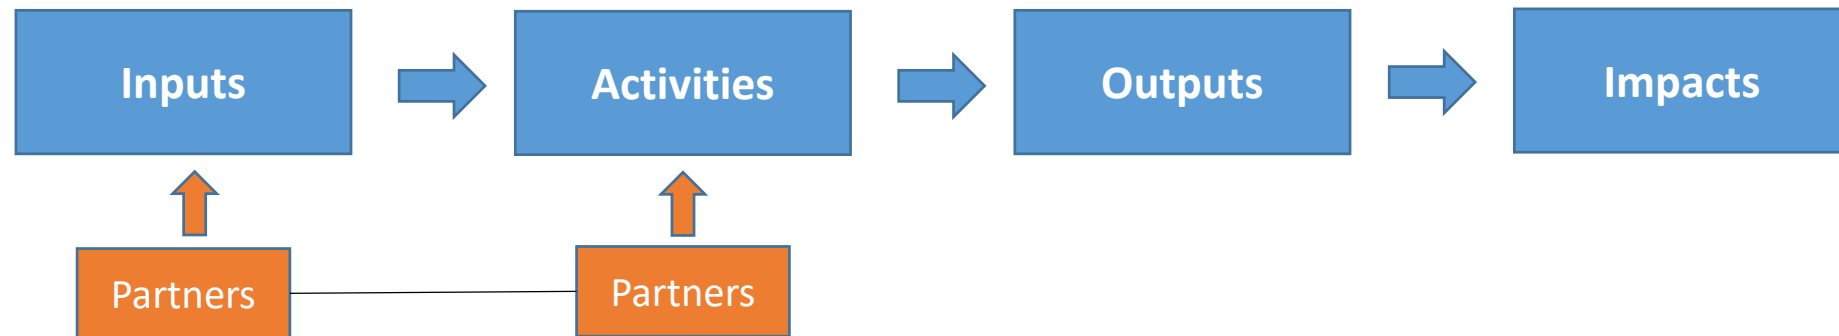 Inputs
Activities
Outputs
Impacts
Partners
Partners